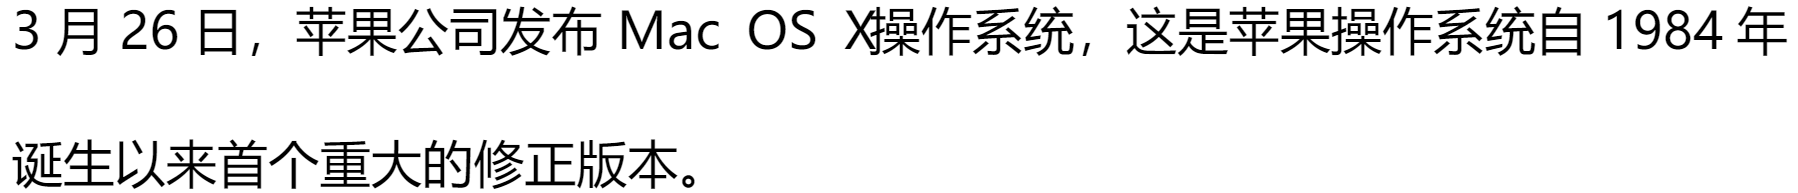 3 月 26 日，苹果公司发布 Mac OS X操作系统，这是苹果操作系统自 1984 年
诞生以来首个重大的修正版本。